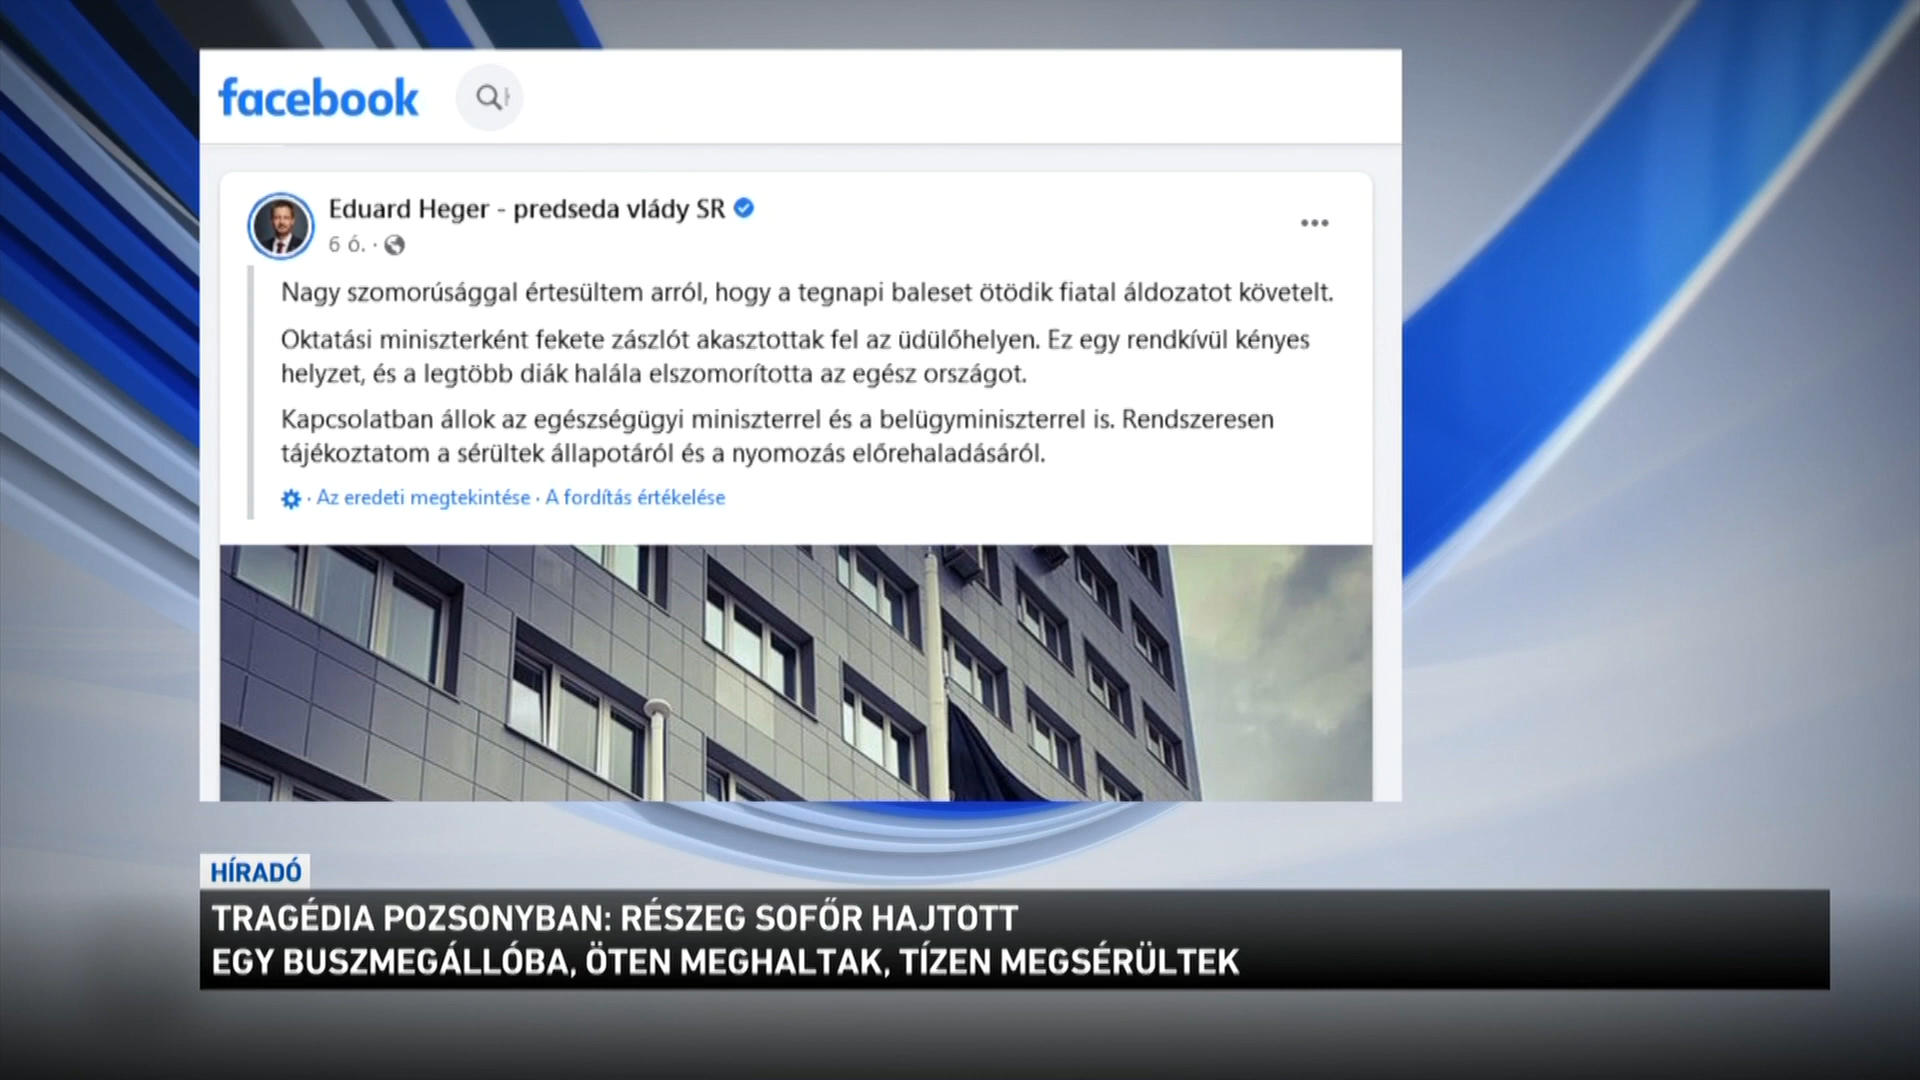 facebook
Eduard Heger - predseda vlády SR
6 ó. ·
Nagy szomorúsággal értesültem arról, hogy a tegnapi baleset ötödik fiatal áldozatot követelt.
Oktatási miniszterként fekete zászlót akasztottak fel az üdülőhelyen. Ez egy rendkívül kényes
helyzet, és a legtöbb diák halála elszomorította az egész országot.
Kapcsolatban állok az egészségügyi miniszterrel és a belügyminiszterrel is. Rendszeresen
tájékoztatom a sérültek állapotáról és a nyomozás előrehaladásáról.
· Az eredeti megtekintése · A fordítás értékelése
HÍRADÓ
TRAGÉDIA POZSONYBAN: RÉSZEG SOFŐR HAJTOTT
EGY BUSZMEGÁLLÓBA, ÖTEN MEGHALTAK, TÍZEN MEGSÉRÜLTEK